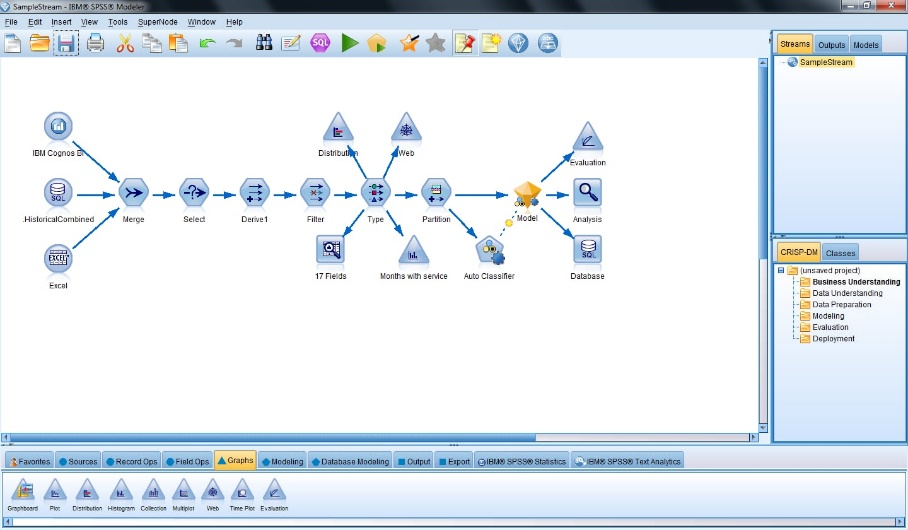 SampleStream - IBM® SPSS® Modeler
File Edit Insert View Tools SuperNode Window Help
SQL
Streams Outputs Models
SampleStream
IBM Cognos BI
Distribution
Web
Evaluation
SQL
.HistoricalCombined
Merge
Select
Derive1
Filter
Type
Partition
Model
Analysis
EXCEL
Excel
17 Fields
Months with service
Auto Classifier
SQL
Database
CRISP-DM Classes
(unsaved project)
Business Understanding
Data Understanding
Data Preparation
Modeling
Evaluation
Deployment
Favorites Sources Record Ops Field Ops Graphs Modeling Database Modeling Output Export IBM® SPSS® Statistics IBM® SPSS® Text Analytics
Graphboard Plot Distribution Histogram Collection Multiplot Web Time Plot Evaluation